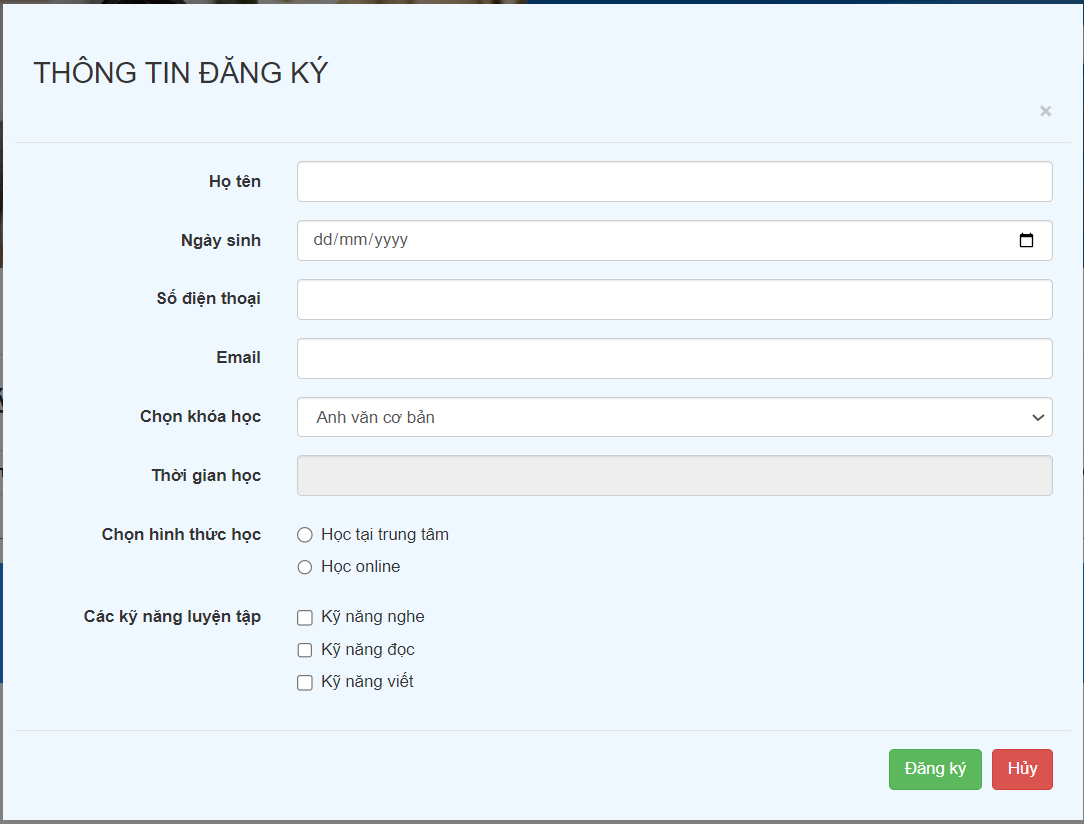 THÔNG TIN ĐĂNG KÝ
×
Họ tên
Ngày sinh dd/mm/yyyy
Số điện thoại
Email
Chọn khóa học Anh văn cơ bản
Thời gian học
Chọn hình thức học Học tại trung tâm
Học online
Các kỹ năng luyện tập Kỹ năng nghe
Kỹ năng đọc
Kỹ năng viết
Đăng ký Hủy